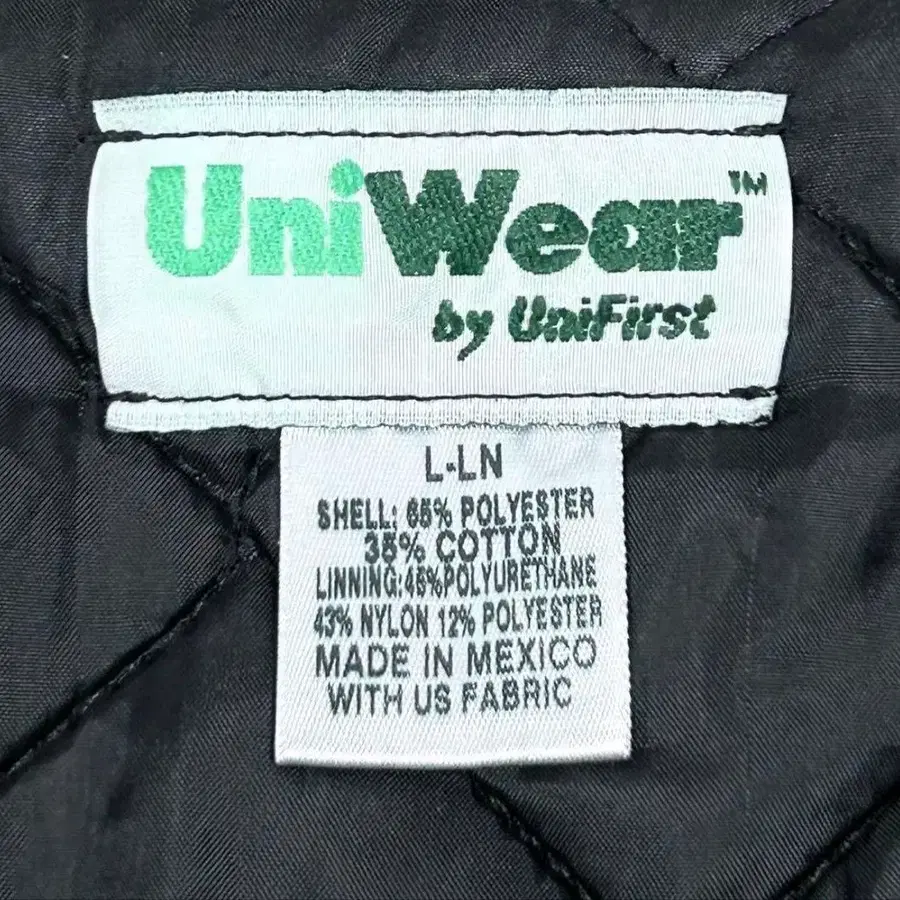 UniWear™
by UniFirst
L-LN
SHELL: 65% POLYESTER
35% COTTON
LINNING:45%POLYURETHANE
43% NYLON 12% POLYESTER
MADE IN MEXICO
WITH US FABRIC